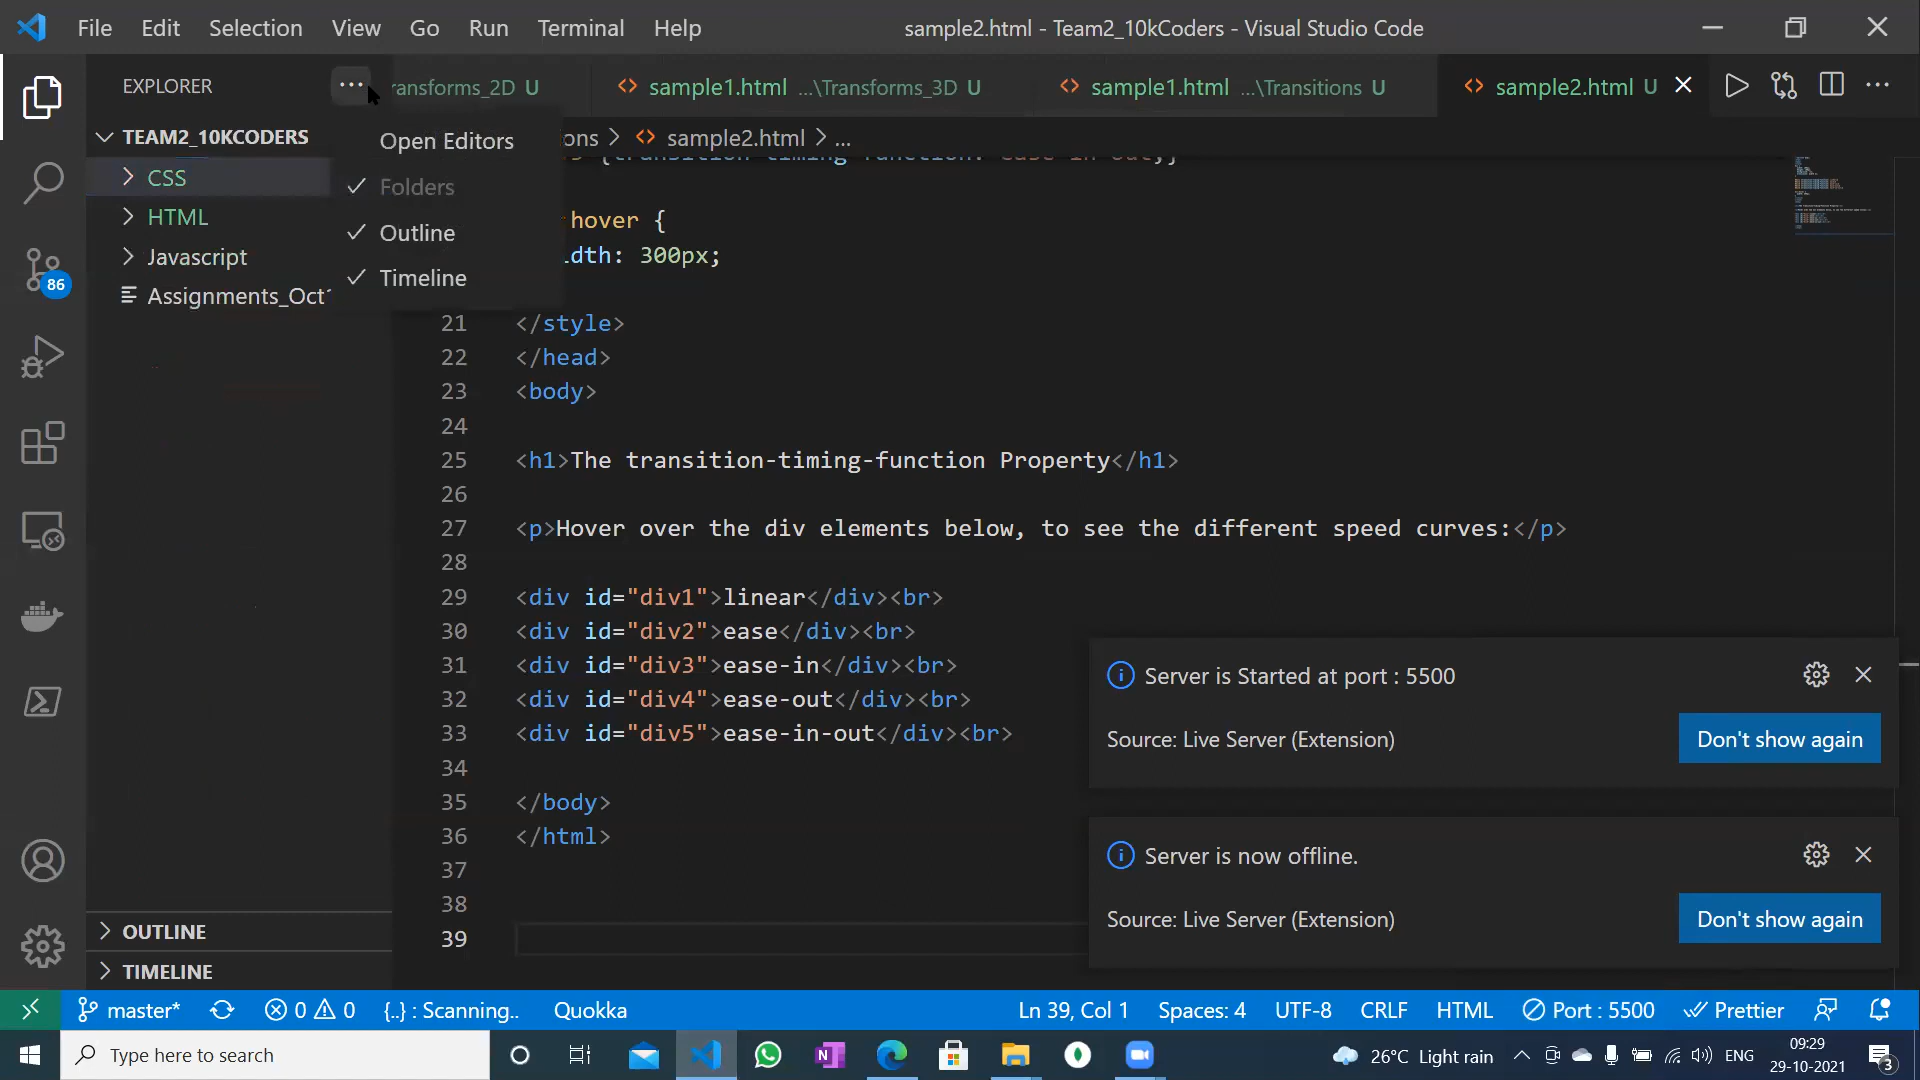 File Edit Selection View Go Run Terminal Help
sample2.html - Team2_10kCoders - Visual Studio Code
EXPLORER
ransforms_2D U
sample1.html ...\Transforms_3D U
sample1.html ...\Transitions U
sample2.html U
TEAM2_10KCODERS
CSS
HTML
Javascript
Assignments_Oct
Open Editors
Folders
Outline
Timeline
ons > <> sample2.html > ...
hover {
dth: 300px;
21 </style>
22 </head>
23 <body>
24
25 <h1>The transition-timing-function Property</h1>
26
27 <p>Hover over the div elements below, to see the different speed curves:</p>
28
29 <div id="div1">linear</div><br>
30 <div id="div2">ease</div><br>
31 <div id="div3">ease-in</div><br>
32 <div id="div4">ease-out</div><br>
33 <div id="div5">ease-in-out</div><br>
34
35 </body>
36 </html>
37
38
39
Server is Started at port : 5500
Source: Live Server (Extension)
Don't show again
Server is now offline.
Source: Live Server (Extension)
Don't show again
OUTLINE
TIMELINE
86
master* 0 0 {..} : Scanning.. Quokka
Ln 39, Col 1 Spaces: 4 UTF-8 CRLF HTML Port : 5500 Prettier
Type here to search
26°C Light rain
ENG
09:29
29-10-2021
3